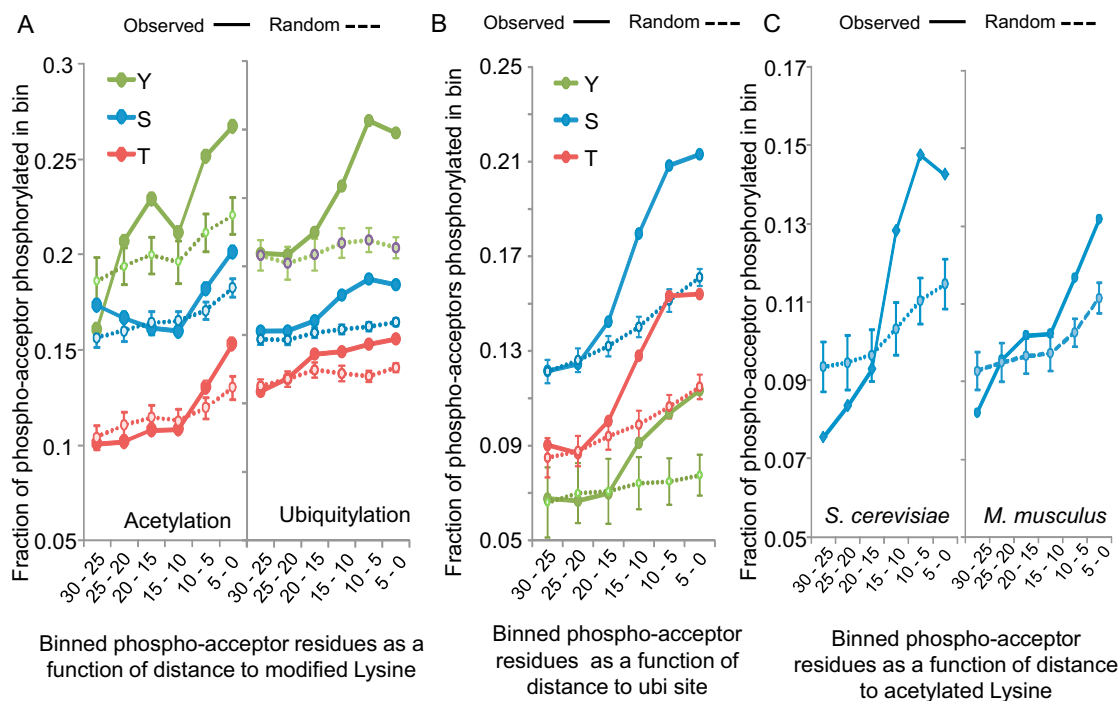 A
Observed
Random
B
Observed
Random
C
Observed
Random
Fraction of phospho-acceptor phosphorylated in bin
0.3
0.25
0.2
0.15
0.1
0.05
Y
S
T
Acetylation
Ubiquitylation
30 - 25
25 - 20
20 - 15
15 - 10
10 - 5
5 - 0
30 - 25
25 - 20
20 - 15
15 - 10
10 - 5
5 - 0
Binned phospho-acceptor residues as a
function of distance to modified Lysine
Fraction of phospho-acceptors phosphorylated in bin
0.25
0.21
0.17
0.13
0.09
0.05
Y
S
T
30 - 25
25 - 20
20 - 15
15 - 10
10 - 5
5 - 0
Binned phospho-acceptor
residues as a function of
distance to ubi site
Fraction of phospho-acceptor phosphorylated in bin
0.17
0.15
0.13
0.11
0.09
0.07
0.05
S. cerevisiae
M. musculus
30 - 25
25 - 20
20 - 15
15 - 10
10 - 5
5 - 0
30 - 25
25 - 20
20 - 15
15 - 10
10 - 5
5 - 0
Binned phospho-acceptor
residues as a function of distance
to acetylated Lysine